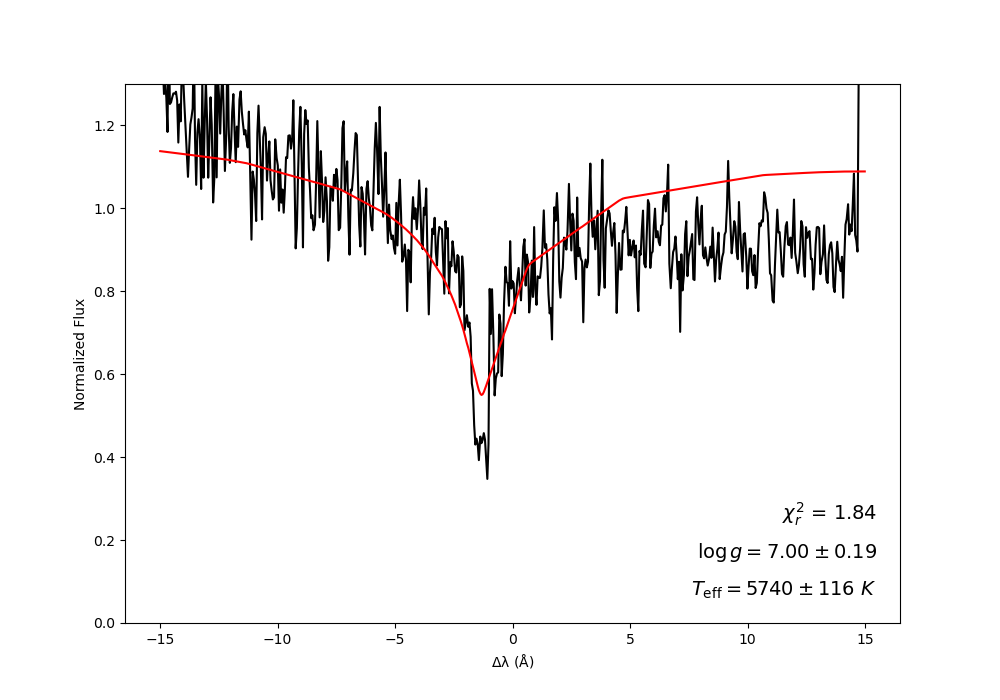 1.2
1.0
0.8
0.6
0.4
0.2
0.0
Normalized Flux
χ²ᵣ = 1.84
log g = 7.00 ± 0.19
T_eff = 5740 ± 116 K
−15 −10 −5 0 5 10 15
Δλ (Å)